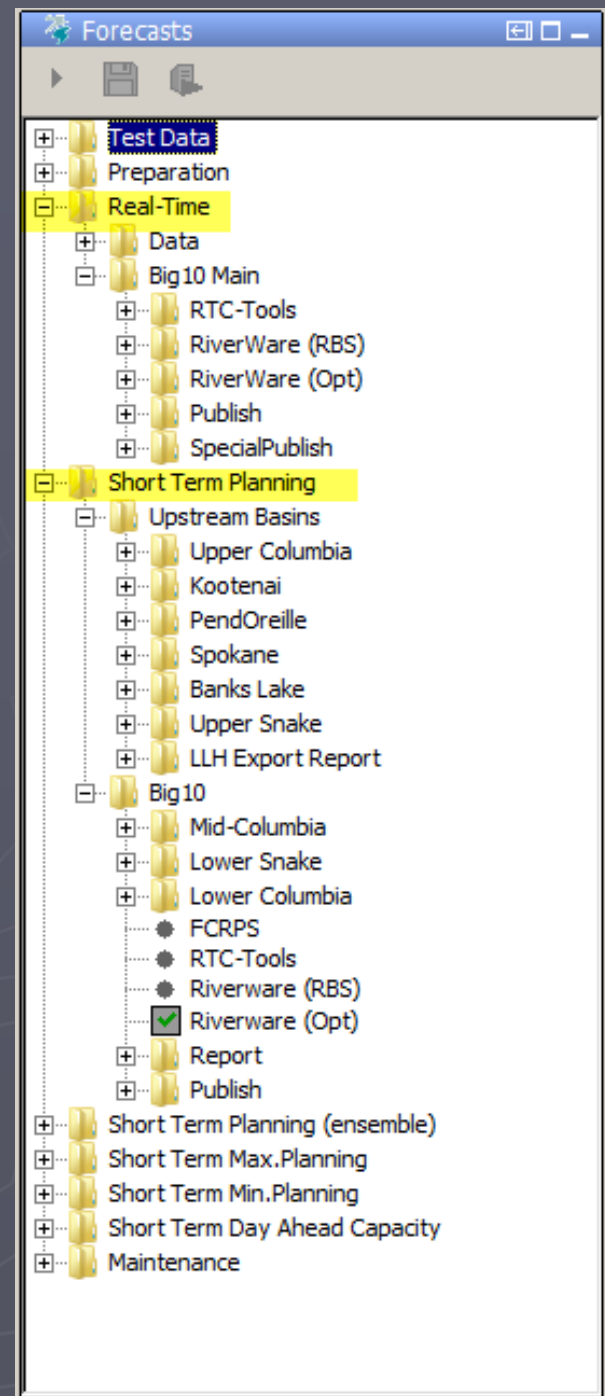 Forecasts
Test Data
Preparation
Real-Time
Data
Big10 Main
RTC-Tools
RiverWare (RBS)
RiverWare (Opt)
Publish
SpecialPublish
Short Term Planning
Upstream Basins
Upper Columbia
Kootenai
PendOreille
Spokane
Banks Lake
Upper Snake
LLH Export Report
Big10
Mid-Columbia
Lower Snake
Lower Columbia
FCRPS
RTC-Tools
Riverware (RBS)
Riverware (Opt)
Report
Publish
Short Term Planning (ensemble)
Short Term Max.Planning
Short Term Min.Planning
Short Term Day Ahead Capacity
Maintenance